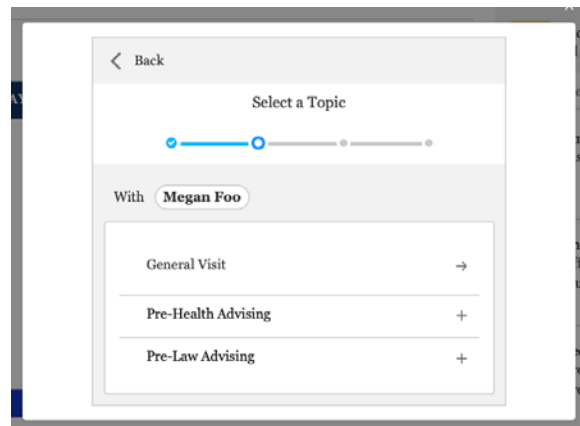 Back
Select a Topic
With Megan Foo
General Visit
Pre-Health Advising
Pre-Law Advising